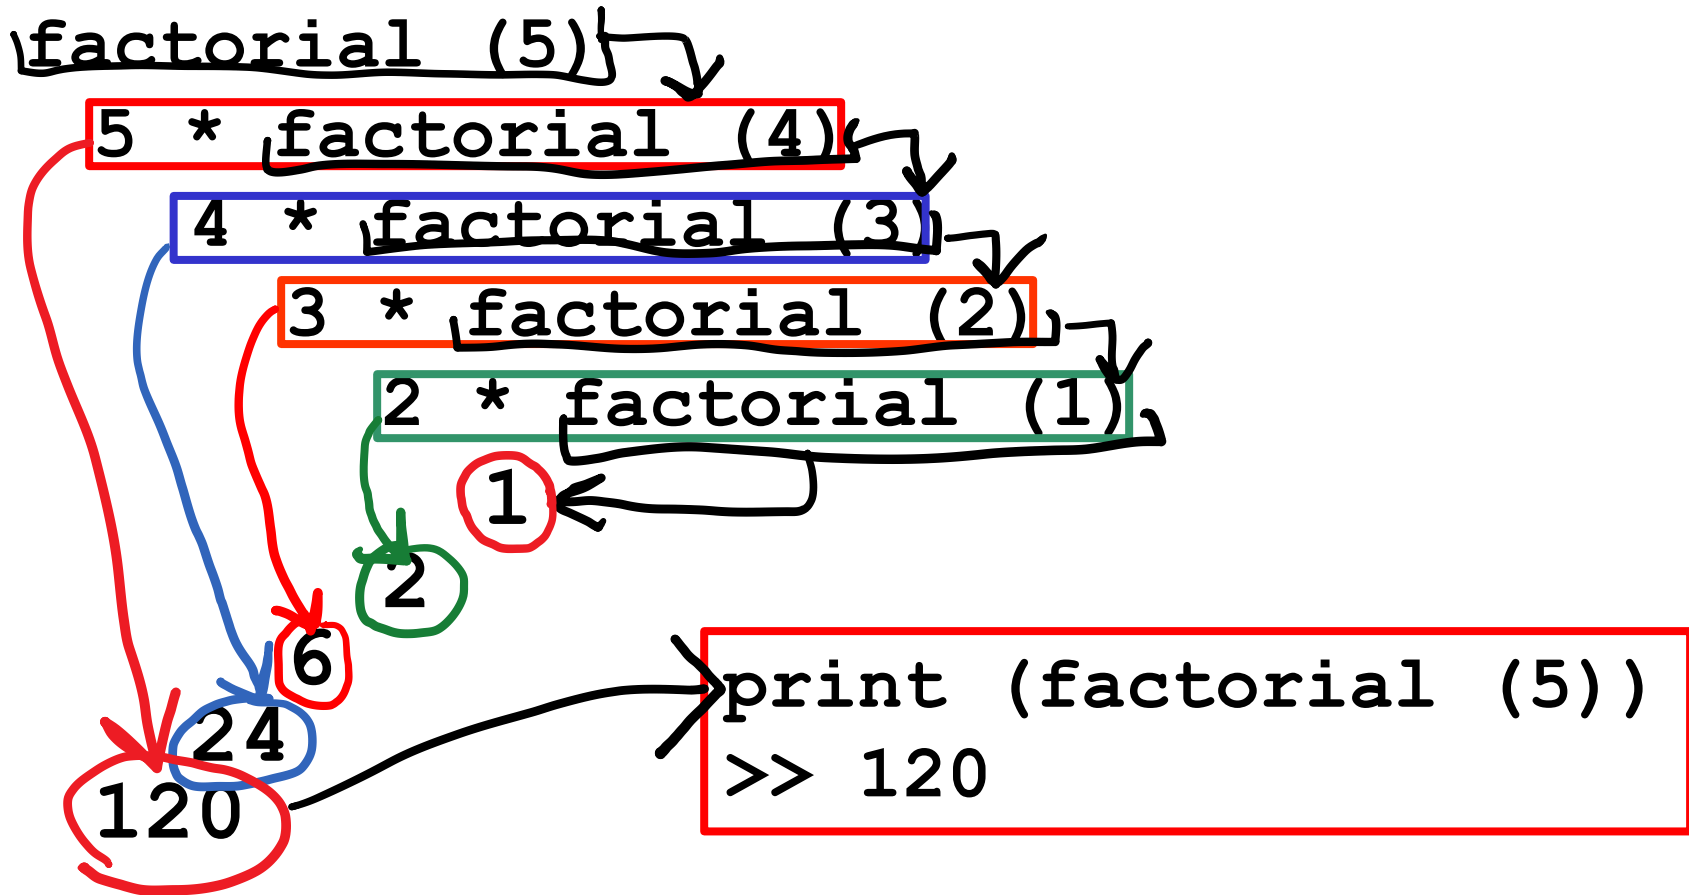 factorial (5)
5 * factorial (4)
4 * factorial (3)
3 * factorial (2)
2 * factorial (1)
1
2
6
24
120
print (factorial (5))
>> 120